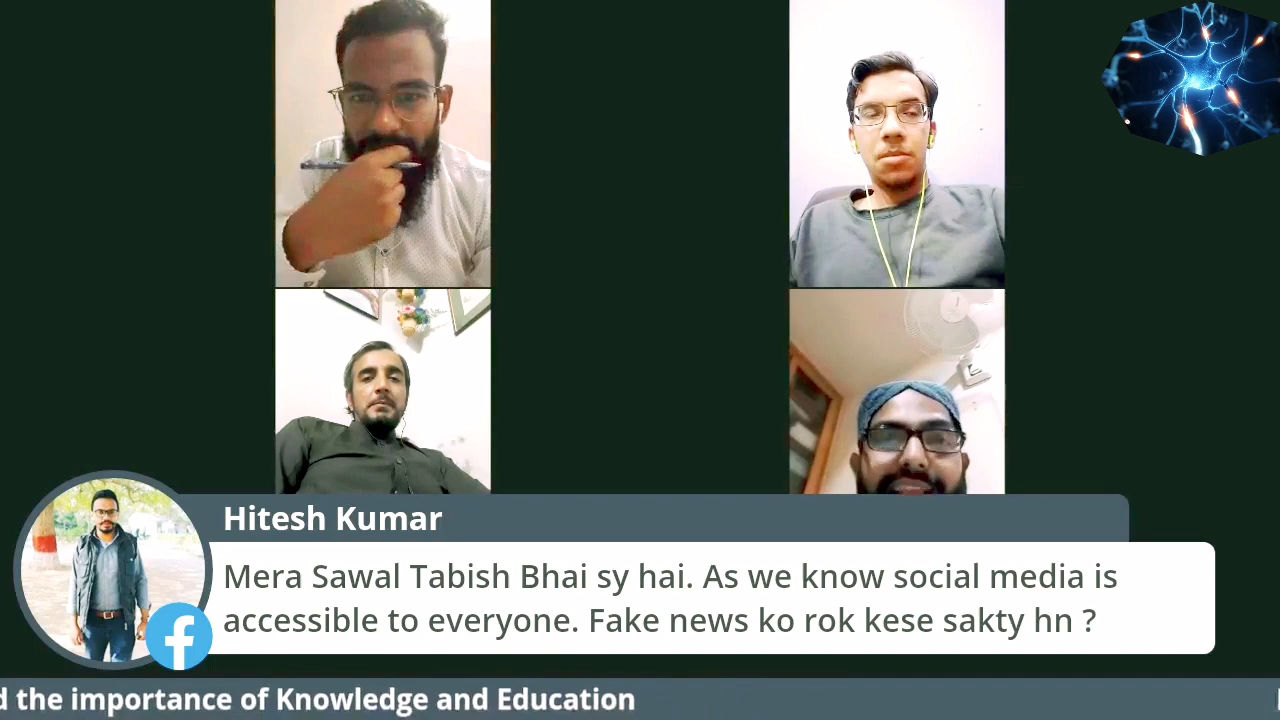 Hitesh Kumar
Mera Sawal Tabish Bhai sy hai. As we know social media is
accessible to everyone. Fake news ko rok kese sakty hn ?
d the importance of Knowledge and Education